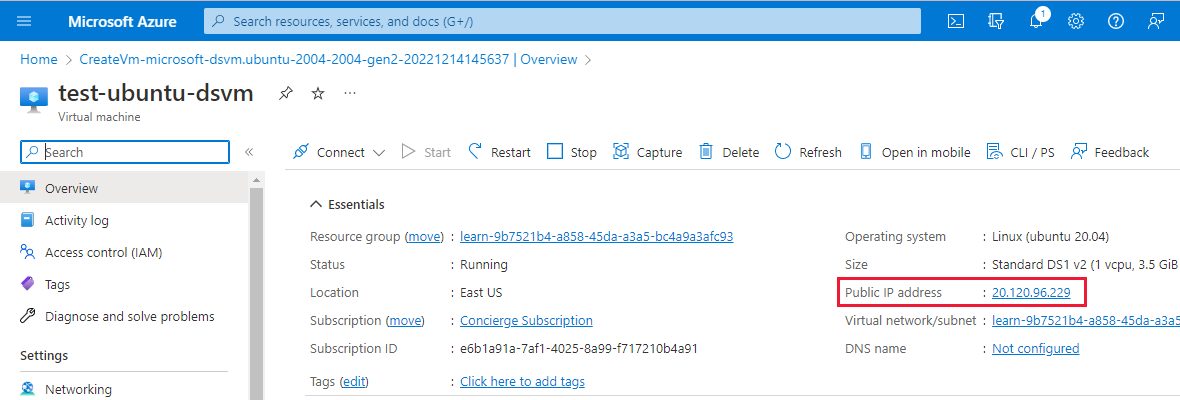 Microsoft Azure
Search resources, services, and docs (G+/)
1
Home > CreateVm-microsoft-dsvm.ubuntu-2004-2004-gen2-20221214145637 | Overview >
test-ubuntu-dsvm
...
Virtual machine
Search
«
Connect
Start
Restart
Stop
Capture
Delete
Refresh
Open in mobile
CLI / PS
Feedback
Overview
Activity log
Access control (IAM)
Tags
Diagnose and solve problems
Settings
Networking
Essentials
Resource group (move) : learn-9b7521b4-a858-45da-a3a5-bc4a9a3afc93
Status : Running
Location : East US
Subscription (move) : Concierge Subscription
Subscription ID : e6b1a91a-7af1-4025-8a99-f717210b4a91
Tags (edit) : Click here to add tags
Operating system : Linux (ubuntu 20.04)
Size : Standard DS1 v2 (1 vcpu, 3.5 GiB
Public IP address : 20.120.96.229
Virtual network/subnet : learn-9b7521b4-a858-45da-a3a5
DNS name : Not configured